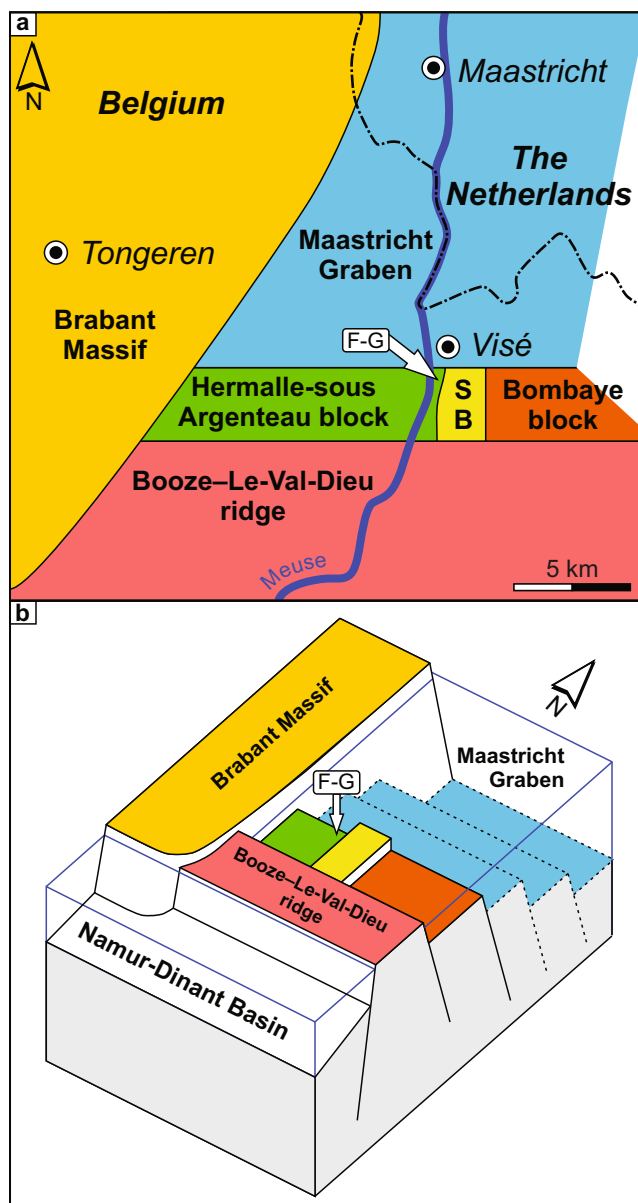 a
N
Belgium
Maastricht
The
Netherlands
Tongeren
Maastricht
Graben
Brabant
Massif
F-G
Visé
Hermalle-sous
Argenteau block
S
B
Bombaye
block
Booze–Le-Val-Dieu
ridge
Meuse
5 km
b
N
Brabant Massif
Maastricht
Graben
F-G
Booze–Le-Val-Dieu
ridge
Namur-Dinant Basin